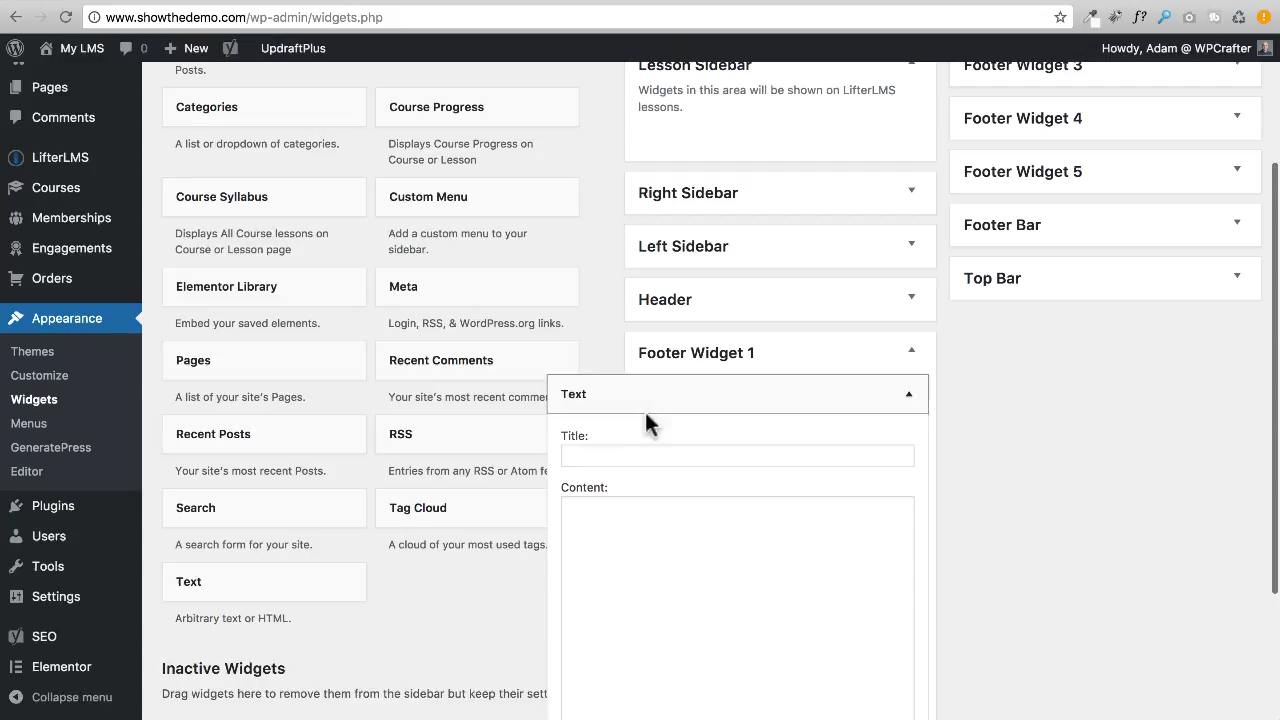 www.showthedemo.com/wp-admin/widgets.php
My LMS
0
New
UpdraftPlus
Howdy, Adam @ WPCrafter
Pages
Comments
LifterLMS
Courses
Memberships
Engagements
Orders
Appearance
Themes
Customize
Widgets
Menus
GeneratePress
Editor
Plugins
Users
Tools
Settings
SEO
Elementor
Collapse menu
Posts.
Categories
A list or dropdown of categories.
Course Progress
Displays Course Progress on
Course or Lesson
Course Syllabus
Displays All Course lessons on
Course or Lesson page
Custom Menu
Add a custom menu to your
sidebar.
Elementor Library
Embed your saved elements.
Meta
Login, RSS, & WordPress.org links.
Pages
A list of your site's Pages.
Recent Comments
Your site's most recent comme
Recent Posts
Your site's most recent Posts.
RSS
Entries from any RSS or Atom fe
Search
A search form for your site.
Tag Cloud
A cloud of your most used tags.
Text
Arbitrary text or HTML.
Inactive Widgets
Drag widgets here to remove them from the sidebar but keep their sett
Lesson Sidebar
Widgets in this area will be shown on LifterLMS
lessons.
Right Sidebar
Left Sidebar
Header
Footer Widget 1
Text
Title:
Content:
Footer Widget 3
Footer Widget 4
Footer Widget 5
Footer Bar
Top Bar